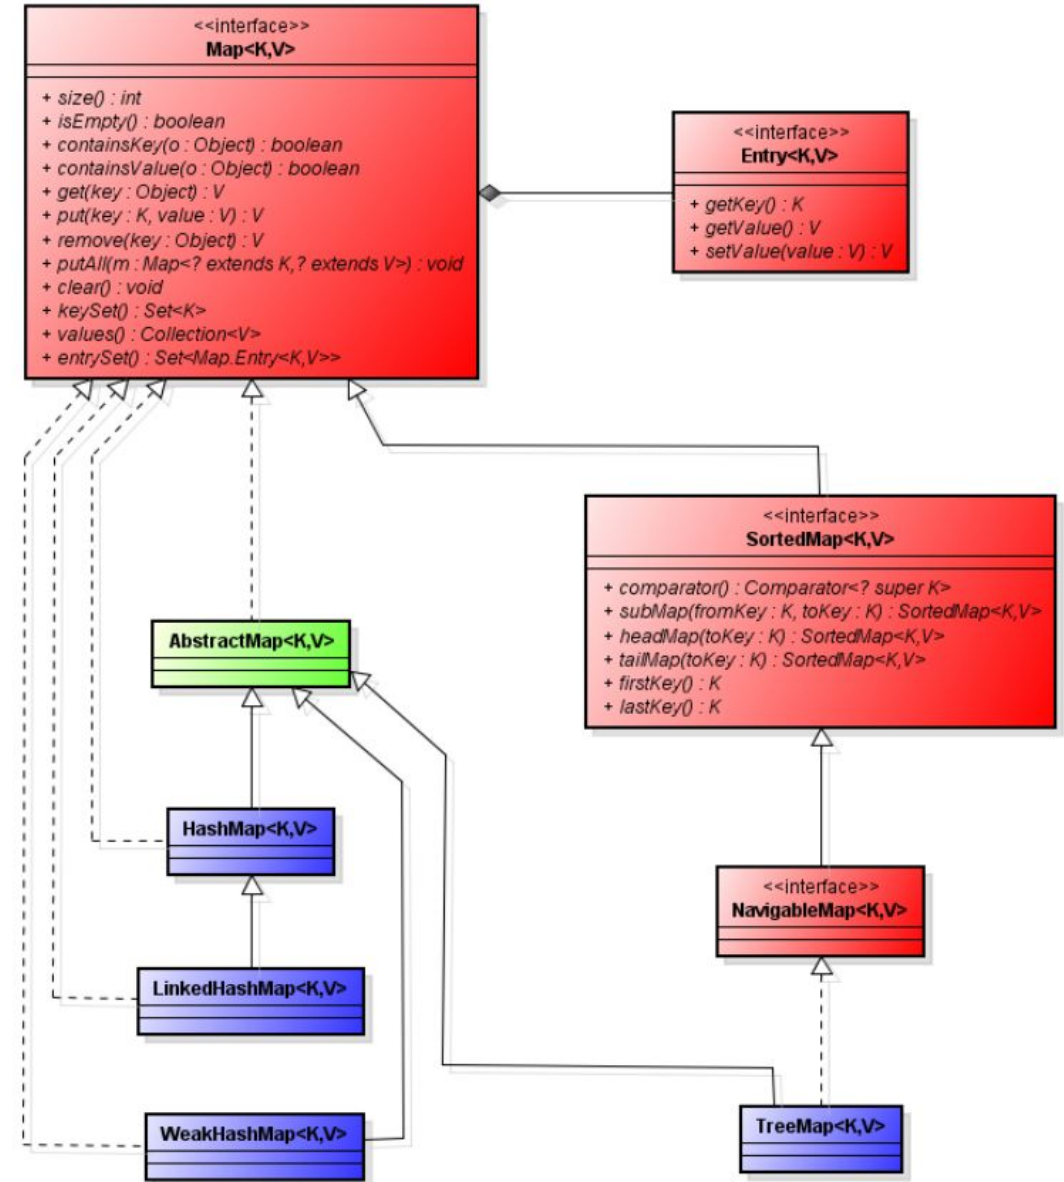 <<interface>>
Map<K,V>
+ size() : int
+ isEmpty() : boolean
+ containsKey(o : Object) : boolean
+ containsValue(o : Object) : boolean
+ get(key : Object) : V
+ put(key : K, value : V) : V
+ remove(key : Object) : V
+ putAll(m : Map<? extends K,? extends V>) : void
+ clear() : void
+ keySet() : Set<K>
+ values() : Collection<V>
+ entrySet() : Set<Map.Entry<K,V>>
<<interface>>
Entry<K,V>
+ getKey() : K
+ getValue() : V
+ setValue(value : V) : V
<<interface>>
SortedMap<K,V>
+ comparator() : Comparator<? super K>
+ subMap(fromKey : K, toKey : K) : SortedMap<K,V>
+ headMap(toKey : K) : SortedMap<K,V>
+ tailMap(toKey : K) : SortedMap<K,V>
+ firstKey() : K
+ lastKey() : K
AbstractMap<K,V>
HashMap<K,V>
<<interface>>
NavigableMap<K,V>
LinkedHashMap<K,V>
WeakHashMap<K,V>
TreeMap<K,V>